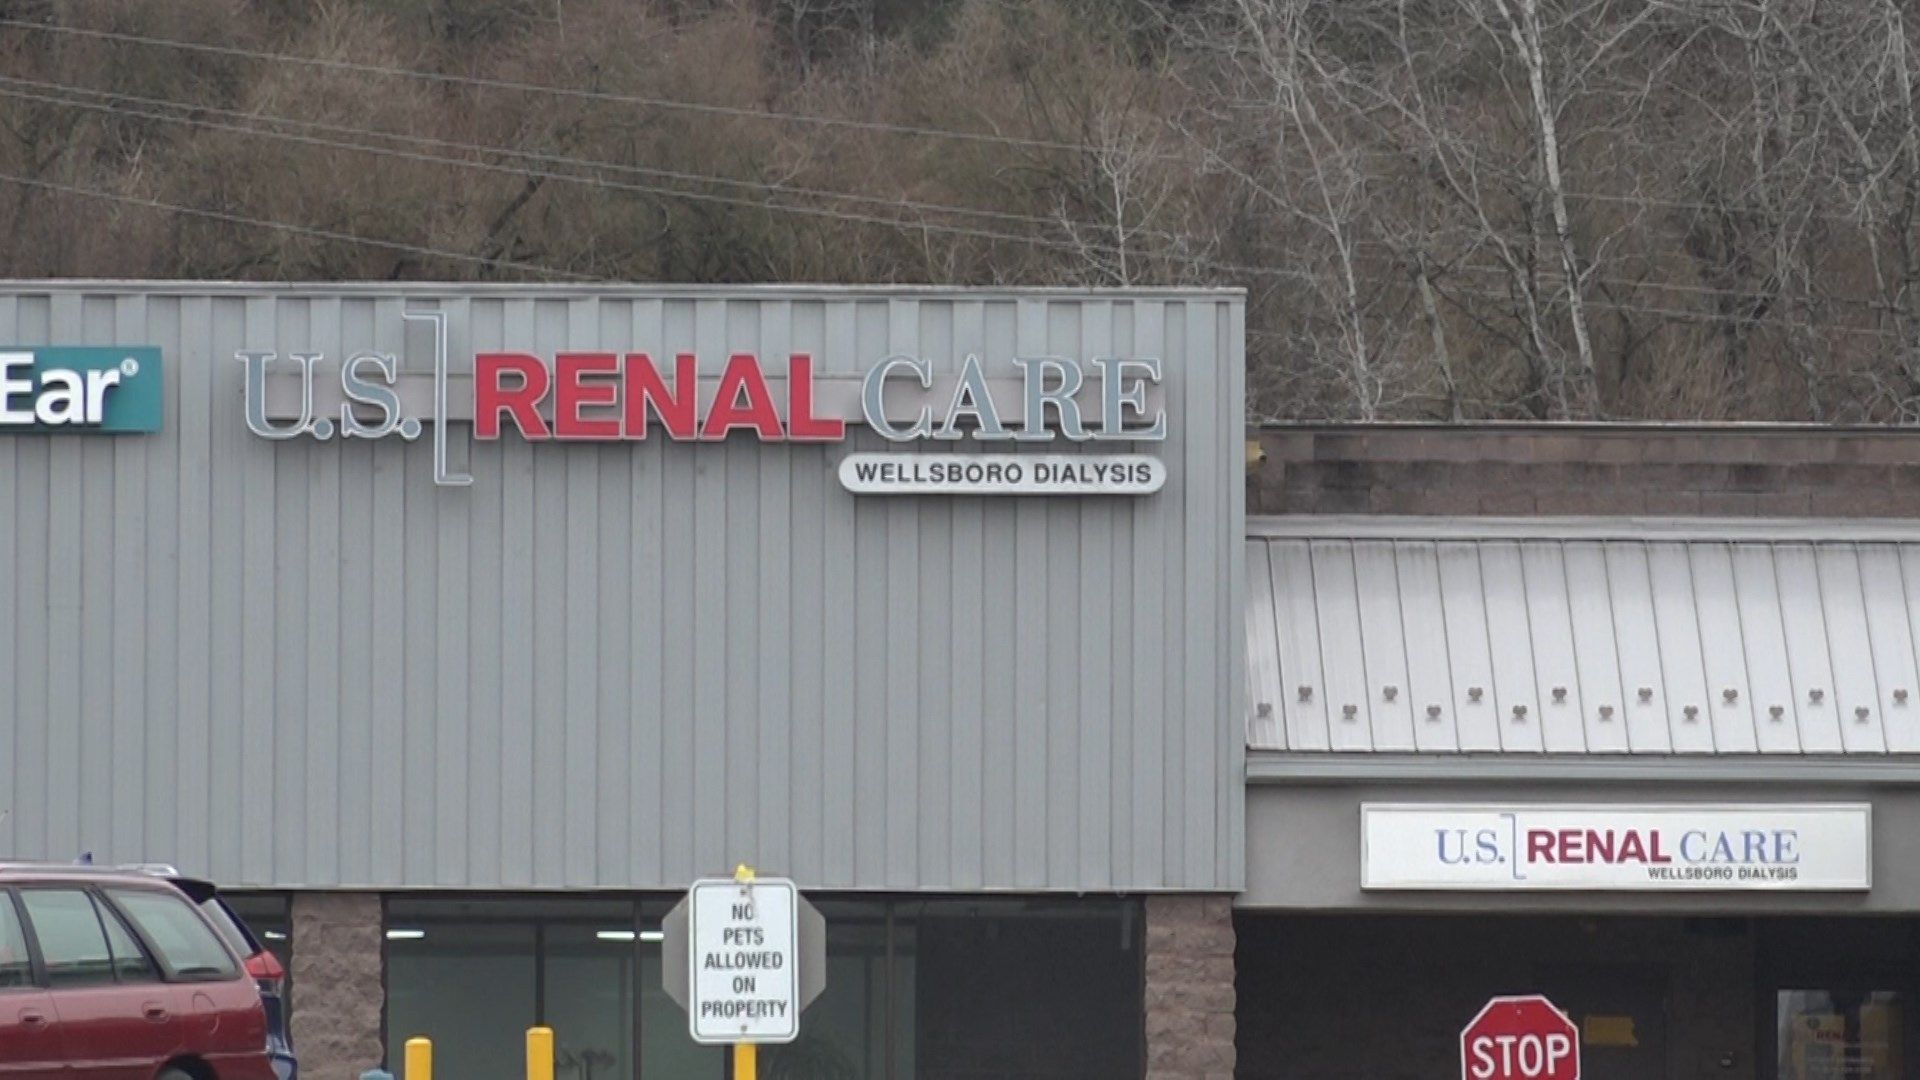 Ear®
U.S. RENAL CARE
WELLSBORO DIALYSIS
U.S. RENAL CARE
WELLSBORO DIALYSIS
NO
PETS
ALLOWED
ON
PROPERTY
STOP